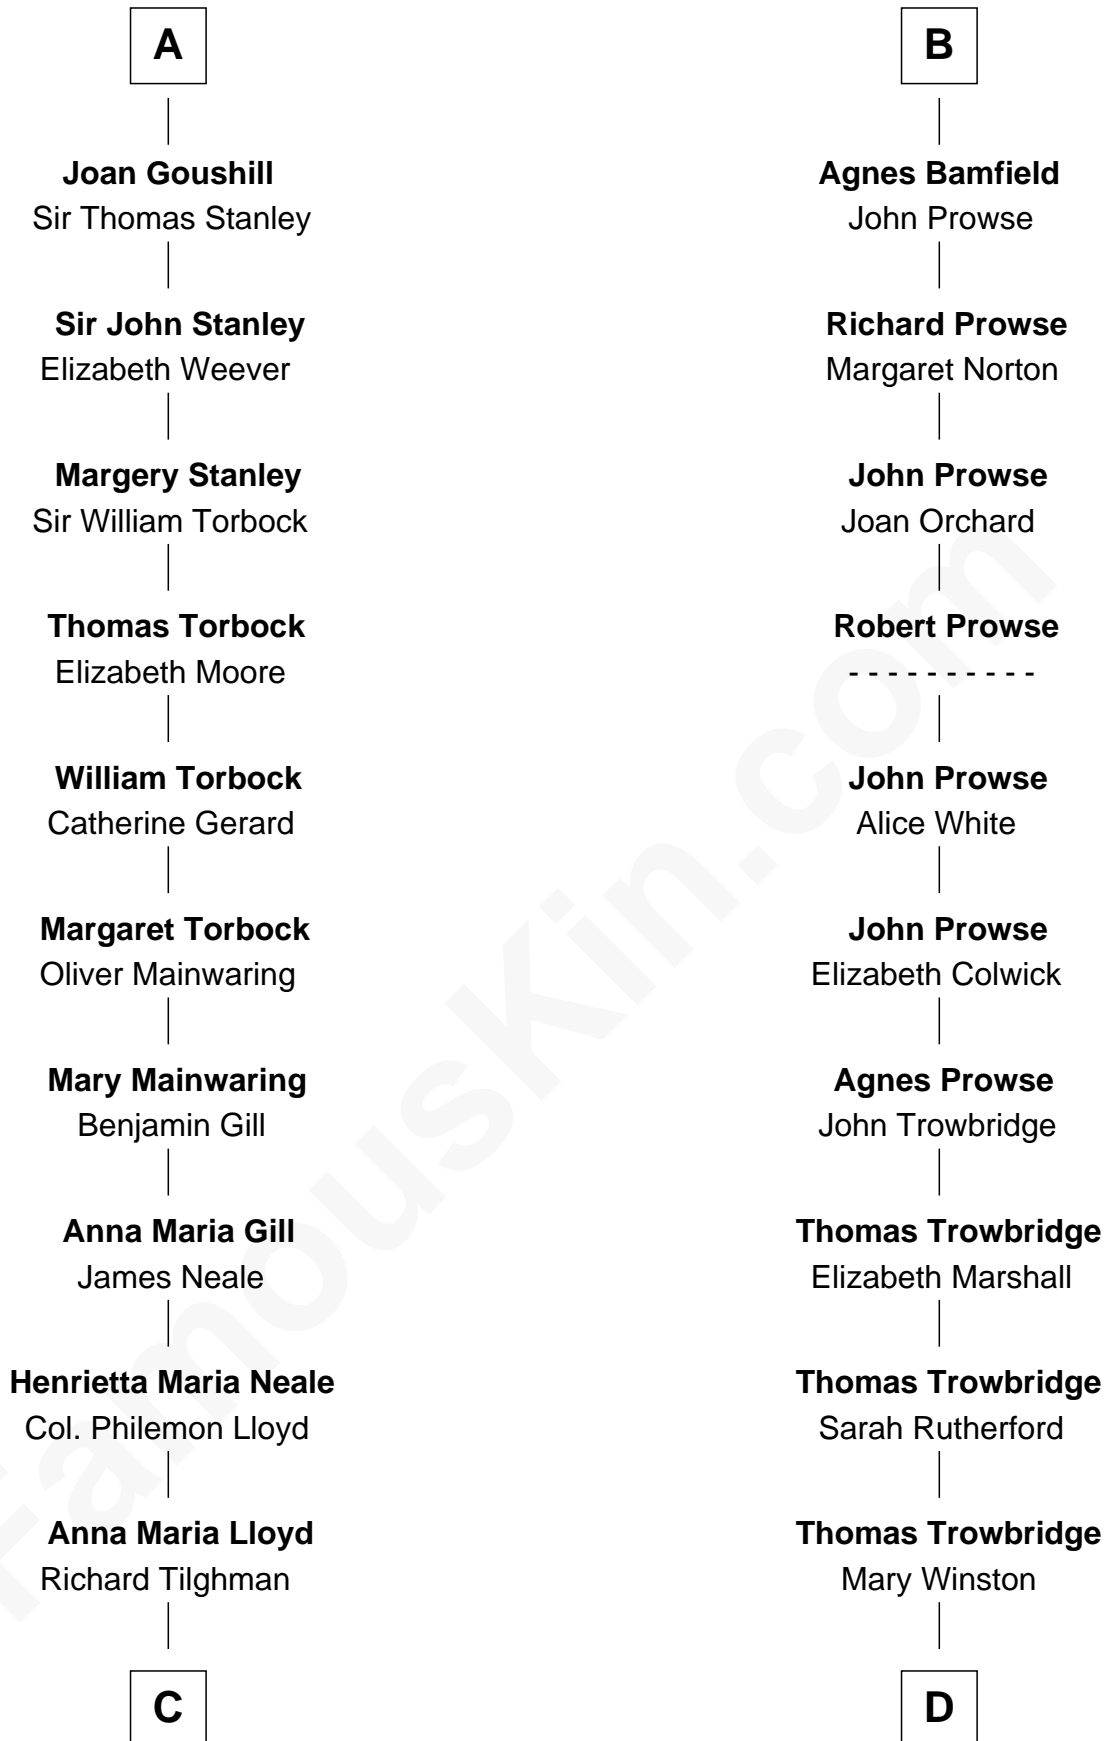 A
Joan Goushill
Sir Thomas Stanley
Sir John Stanley
Elizabeth Weever
Margery Stanley
Sir William Torbock
Thomas Torbock
Elizabeth Moore
William Torbock
Catherine Gerard
Margaret Torbock
Oliver Mainwaring
Mary Mainwaring
Benjamin Gill
Anna Maria Gill
James Neale
Henrietta Maria Neale
Col. Philemon Lloyd
Anna Maria Lloyd
Richard Tilghman
C
B
Agnes Bamfield
John Prowse
Richard Prowse
Margaret Norton
John Prowse
Joan Orchard
Robert Prowse
- - - - - - - - - -
John Prowse
Alice White
John Prowse
Elizabeth Colwick
Agnes Prowse
John Trowbridge
Thomas Trowbridge
Elizabeth Marshall
Thomas Trowbridge
Sarah Rutherford
Thomas Trowbridge
Mary Winston
D
FamousKin.com